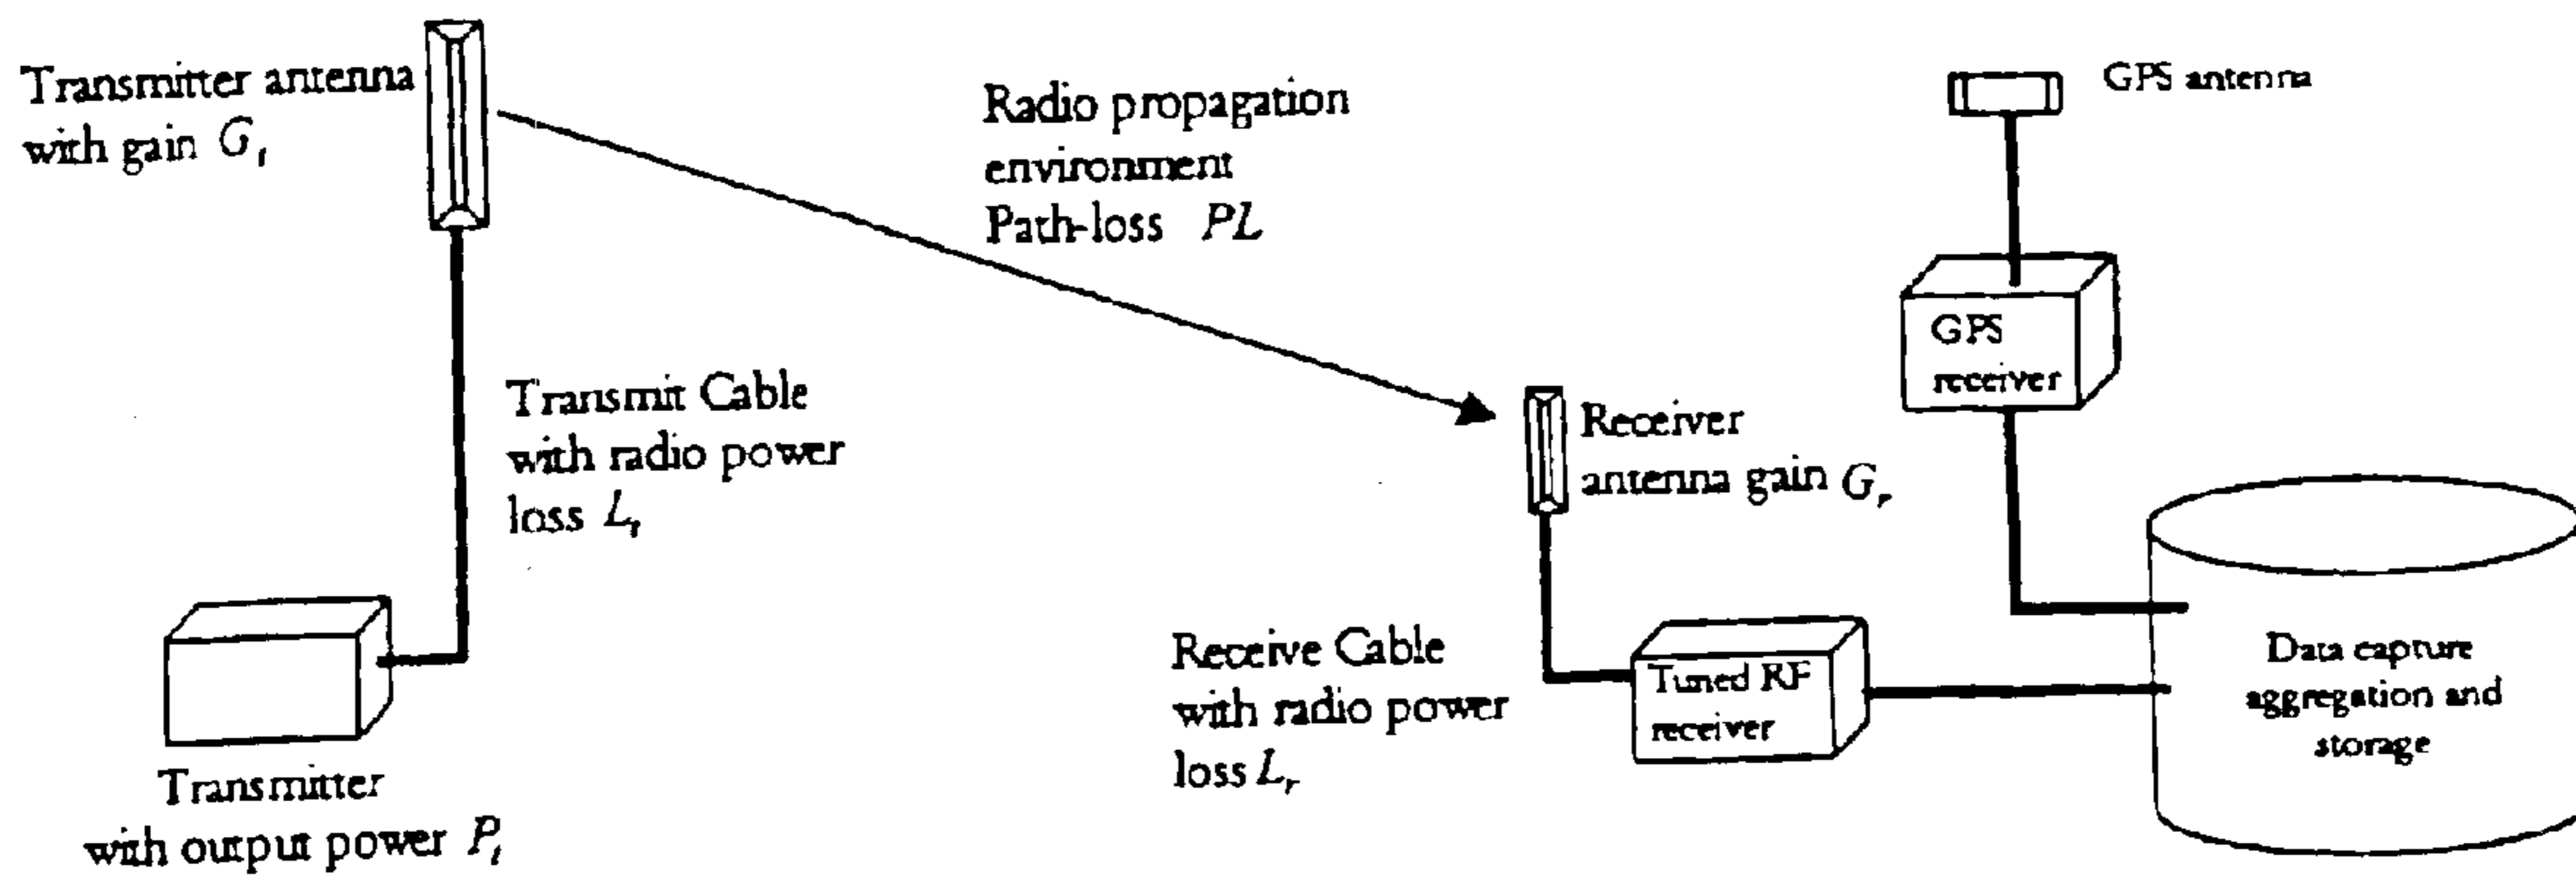 Transmitter antenna
with gain G_t
Radio propagation
environment
Path-loss PL
GPS antenna
GPS
receiver
Transmit Cable
with radio power
loss L_t
Receiver
antenna gain G_r
Receive Cable
with radio power
loss L_r
Tuned RF
receiver
Data capture
aggregation and
storage
Transmitter
with output power P_t